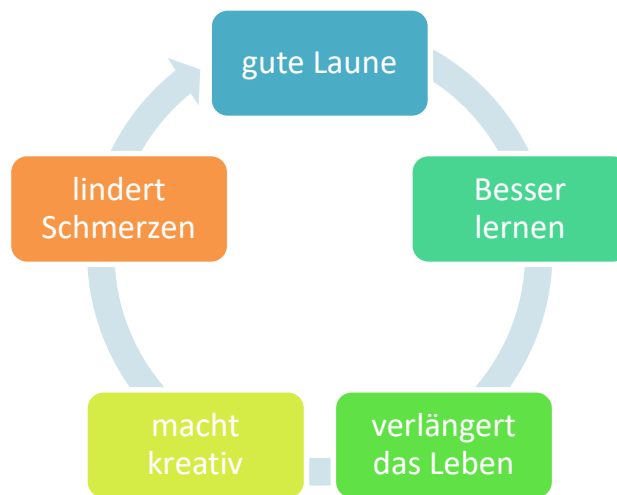 gute Laune
Besser
lernen
verlängert
das Leben
macht
kreativ
lindert
Schmerzen